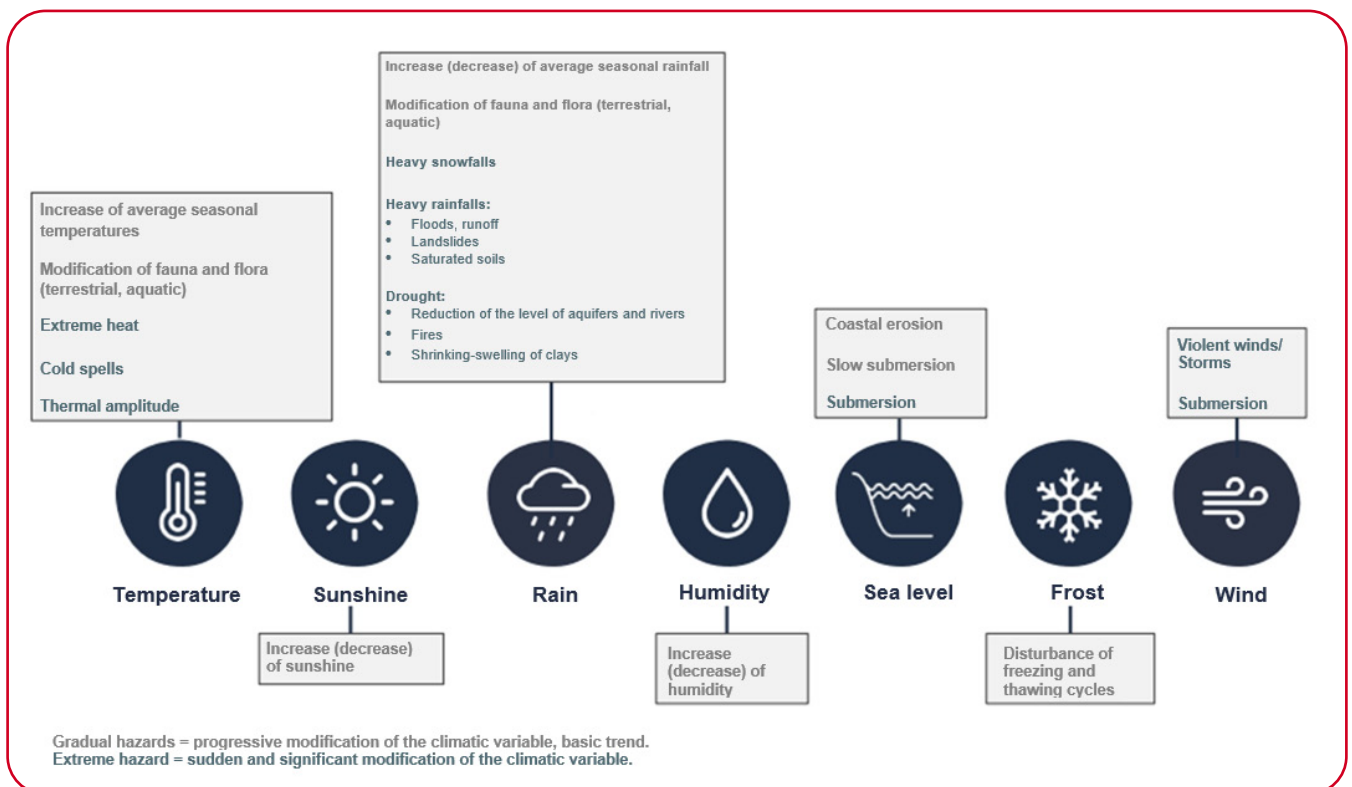 Increase (decrease) of average seasonal rainfall
Modification of fauna and flora (terrestrial,
aquatic)
Heavy snowfalls
Heavy rainfalls:
• Floods, runoff
• Landslides
• Saturated soils
Drought:
• Reduction of the level of aquifers and rivers
• Fires
• Shrinking-swelling of clays
Increase of average seasonal
temperatures
Modification of fauna and flora
(terrestrial, aquatic)
Extreme heat
Cold spells
Thermal amplitude
Coastal erosion
Slow submersion
Submersion
Violent winds/
Storms
Submersion
Temperature
Sunshine
Rain
Humidity
Sea level
Frost
Wind
Increase (decrease)
of sunshine
Increase
(decrease) of
humidity
Disturbance of
freezing and
thawing cycles
Gradual hazards = progressive modification of the climatic variable, basic trend.
Extreme hazard = sudden and significant modification of the climatic variable.